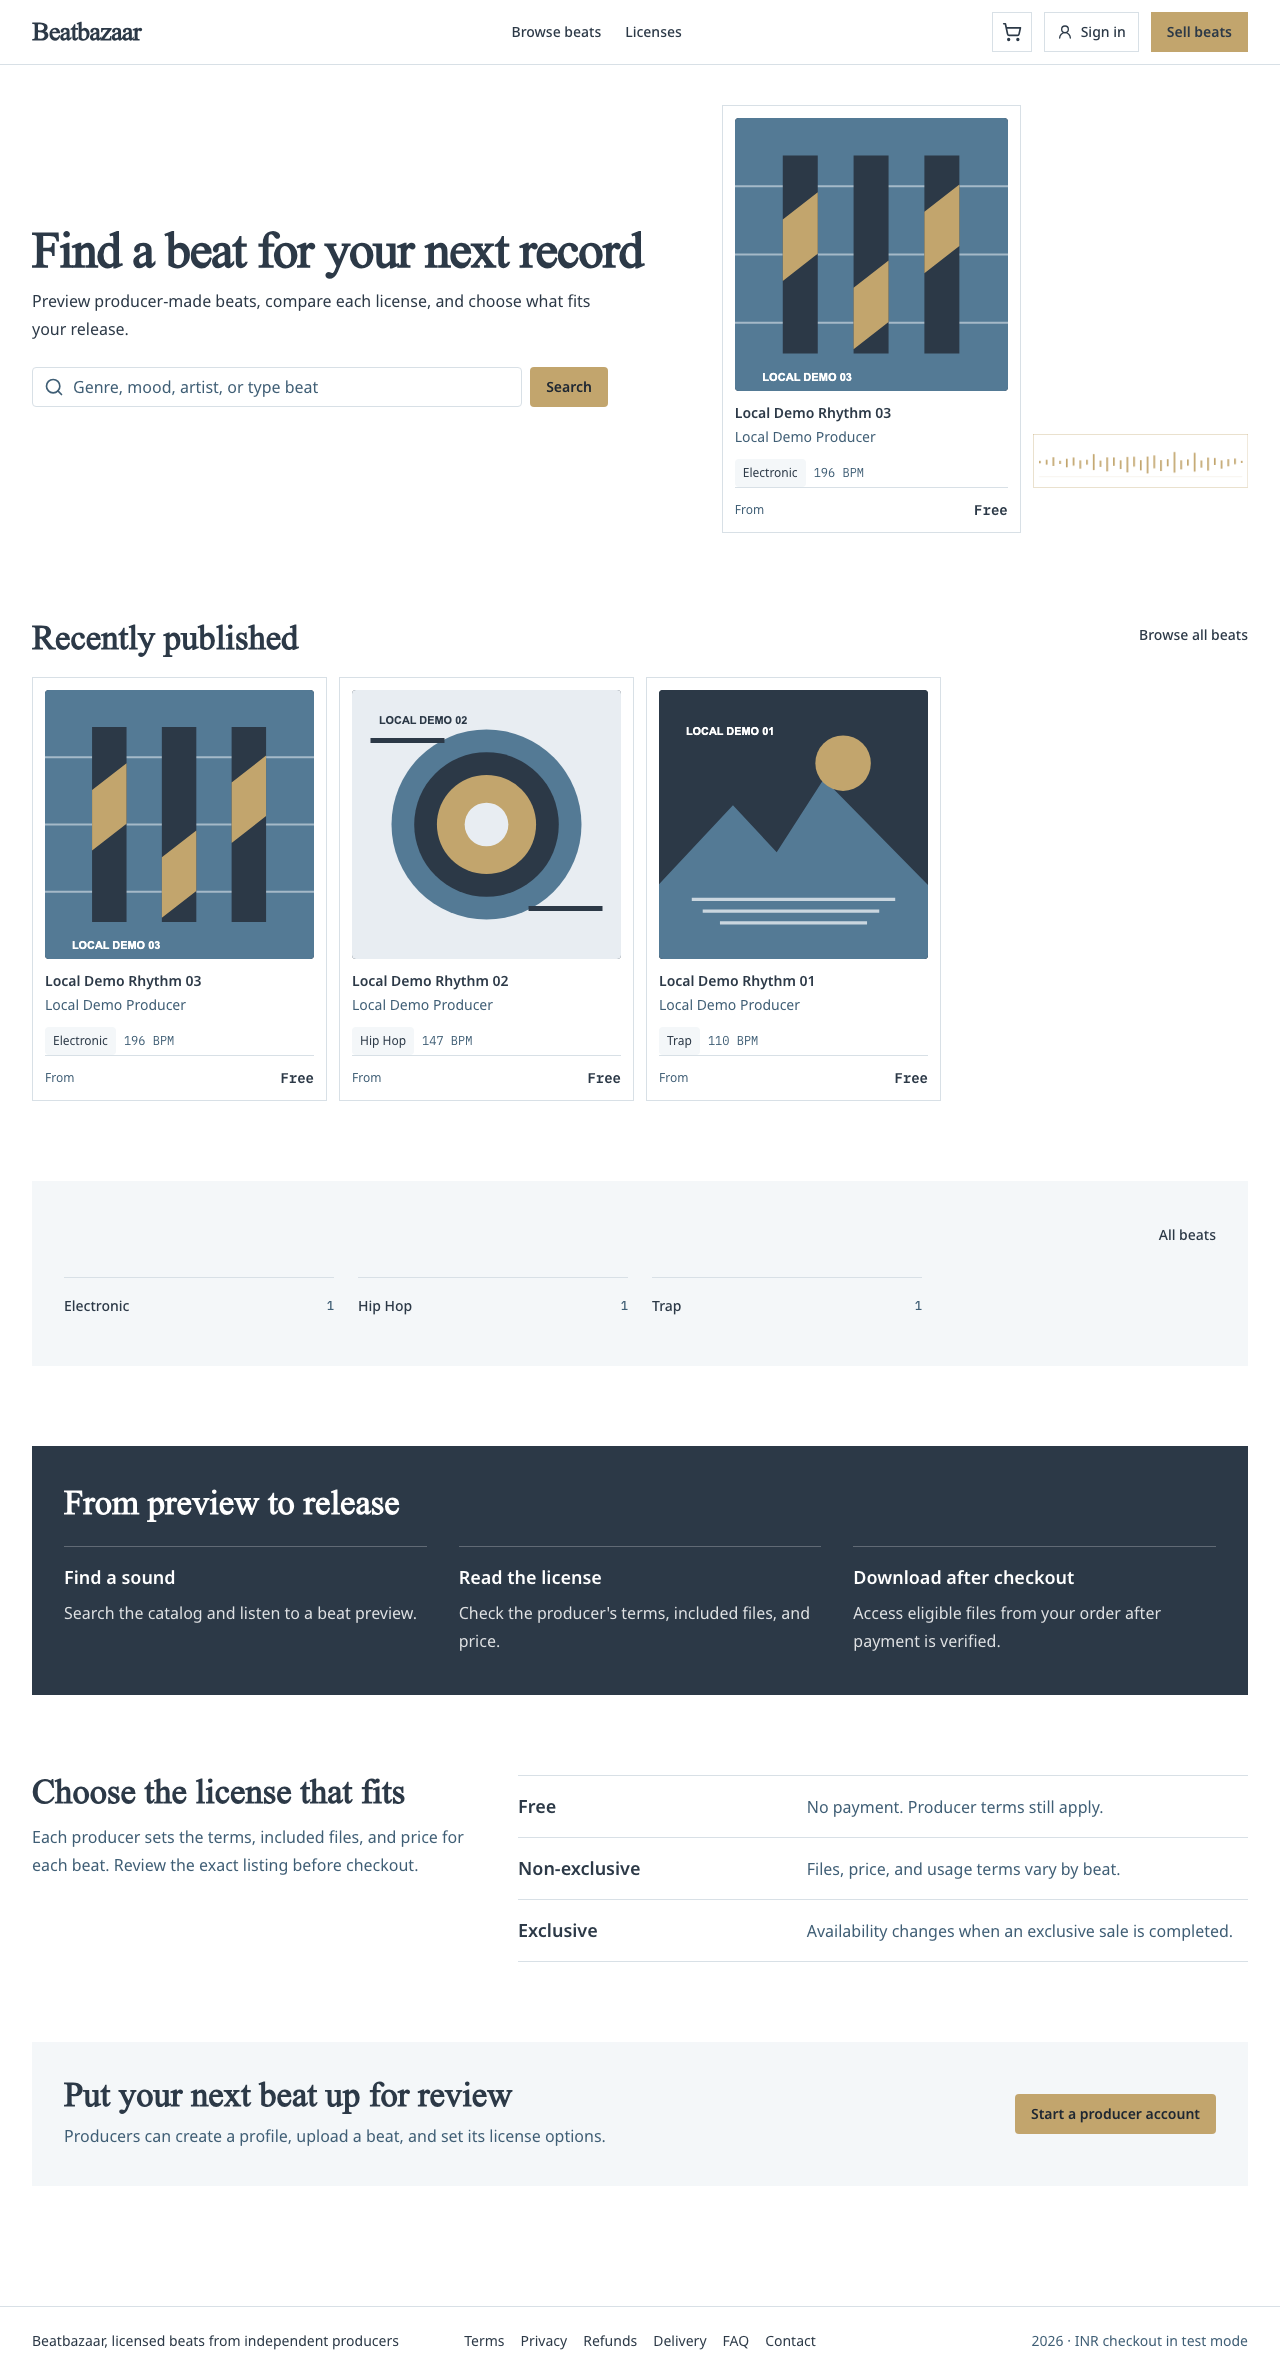 Beatbazaar
Browse beats
Licenses
Sign in
Sell beats
Find a beat for your next record
Preview producer-made beats, compare each license, and choose what fits
your release.
Genre, mood, artist, or type beat
Search
LOCAL DEMO 03
Local Demo Rhythm 03
Local Demo Producer
Electronic 196 BPM
From Free
Recently published
Browse all beats
LOCAL DEMO 03
Local Demo Rhythm 03
Local Demo Producer
Electronic 196 BPM
From Free
LOCAL DEMO 02
Local Demo Rhythm 02
Local Demo Producer
Hip Hop 147 BPM
From Free
LOCAL DEMO 01
Local Demo Rhythm 01
Local Demo Producer
Trap 110 BPM
From Free
All beats
Electronic 1
Hip Hop 1
Trap 1
From preview to release
Find a sound
Search the catalog and listen to a beat preview.
Read the license
Check the producer's terms, included files, and
price.
Download after checkout
Access eligible files from your order after
payment is verified.
Choose the license that fits
Each producer sets the terms, included files, and price for
each beat. Review the exact listing before checkout.
Free
No payment. Producer terms still apply.
Non-exclusive
Files, price, and usage terms vary by beat.
Exclusive
Availability changes when an exclusive sale is completed.
Put your next beat up for review
Producers can create a profile, upload a beat, and set its license options.
Start a producer account
Beatbazaar, licensed beats from independent producers
Terms Privacy Refunds Delivery FAQ Contact
2026 · INR checkout in test mode